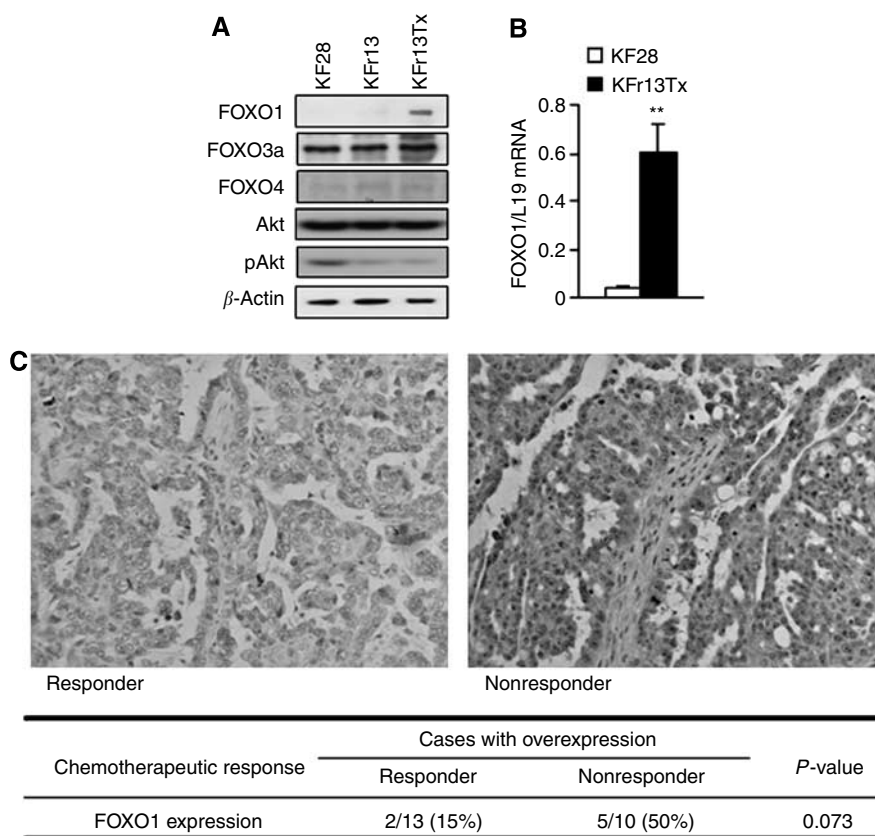 A
KF28
KFr13
KFr13Tx
FOXO1
FOXO3a
FOXO4
Akt
pAkt
β-Actin
B
KF28
KFr13Tx
**
FOXO1/L19 mRNA
0.8
0.6
0.4
0.2
0
C
Responder
Nonresponder
Cases with overexpression
Chemotherapeutic response
Responder
Nonresponder
P-value
FOXO1 expression
2/13 (15%)
5/10 (50%)
0.073